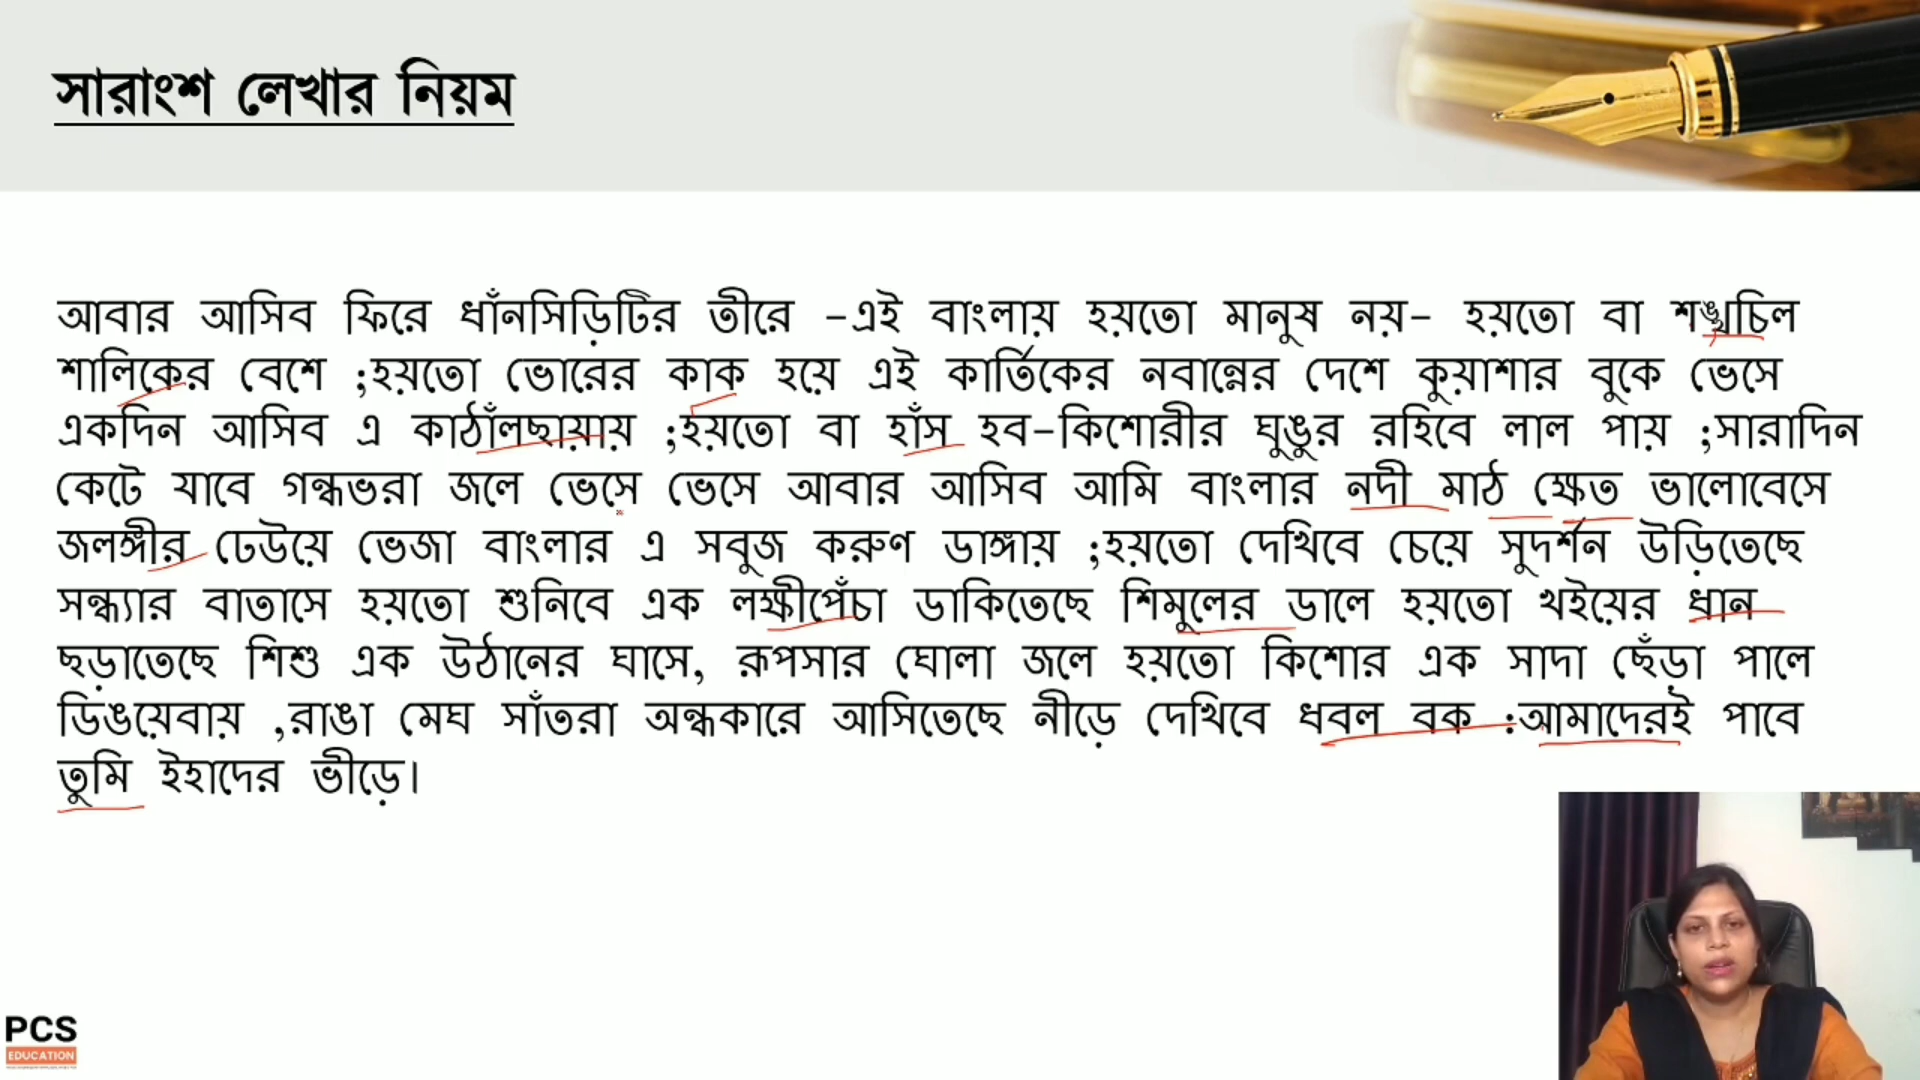 সারাংশ লেখার নিয়ম
আবার আসিব ফিরে ধাঁনসিড়িটির তীরে –এই বাংলায় হয়তো মানুষ নয়– হয়তো বা শঙ্খচিল
শালিকের বেশে ;হয়তো ভোরের কাক হয়ে এই কার্তিকের নবান্নের দেশে কুয়াশার বুকে ভেসে
একদিন আসিব এ কাঠাঁলছায়ায় ;হয়তো বা হাঁস হব–কিশোরীর ঘুঙুর রহিবে লাল পায় ;সারাদিন
কেটে যাবে গন্ধভরা জলে ভেসে ভেসে আবার আসিব আমি বাংলার নদী মাঠ ক্ষেত ভালোবেসে
জলঙ্গীর ঢেউয়ে ভেজা বাংলার এ সবুজ করুণ ডাঙ্গায় ;হয়তো দেখিবে চেয়ে সুদর্শন উড়িতেছে
সন্ধ্যার বাতাসে হয়তো শুনিবে এক লক্ষীপেঁচা ডাকিতেছে শিমুলের ডালে হয়তো খইয়ের ধান
ছড়াতেছে শিশু এক উঠানের ঘাসে, রূপসার ঘোলা জলে হয়তো কিশোর এক সাদা ছেঁড়া পালে
ডিঙয়েবায় ,রাঙা মেঘ সাঁতরা অন্ধকারে আসিতেছে নীড়ে দেখিবে ধবল বক :আমাদেরই পাবে
তুমি ইহাদের ভীড়ে।
PCS
EDUCATION